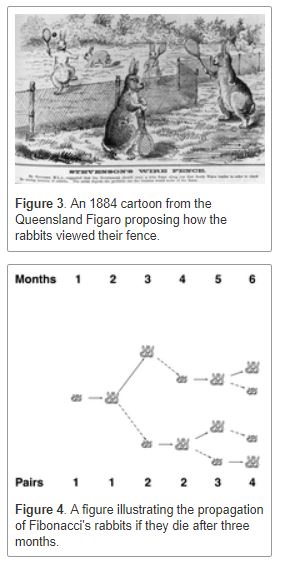 STEVENSON'S WIRE FENCE.
Figure 3. An 1884 cartoon from the
Queensland Figaro proposing how the
rabbits viewed their fence.
Months 1 2 3 4 5 6
Pairs 1 1 2 2 3 4
Figure 4. A figure illustrating the propagation
of Fibonacci's rabbits if they die after three
months.